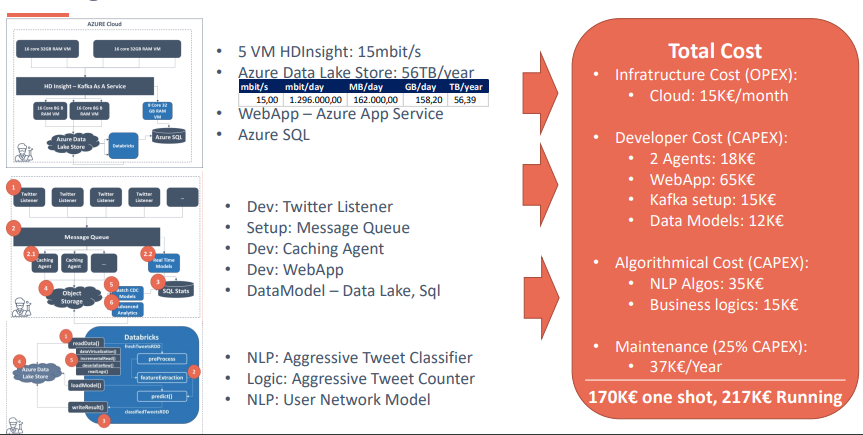 AZURE Cloud
16 core 32GB RAM VM
16 core 32GB RAM VM
HD Insight – Kafka As A Service
16 Core 8G B
RAM VM
16 Core 8G B
RAM VM
8 Core 32
GB RAM
VM
Azure Data
Lake Store
Databricks
Azure SQL
1
Twitter
Listener
Twitter
Listener
Twitter
Listener
Twitter
Listener
...
2
Message Queue
2.1
Caching
Agent
Caching
Agent
...
2.2
Real Time
Models
4
Object
Storage
5
Batch CDC
Models
6
Advanced
Analytics
3
SQL Stats
Databricks
1
readData()
freshTweetsRDD
dataVirtualization()
incrementalRead()
deserializeRow()
readLogic()
5
4
Azure Data
Lake Store
loadModel()
preProcess
featureExtraction
2
predict()
writeResult()
classifiedTweetsRDD
3
• 5 VM HDInsight: 15mbit/s
• Azure Data Lake Store: 56TB/year
mbit/s mbit/day MB/day GB/day TB/year
15,00 1.296.000,00 162.000,00 158,20 56,39
• WebApp – Azure App Service
• Azure SQL
• Dev: Twitter Listener
• Setup: Message Queue
• Dev: Caching Agent
• Dev: WebApp
• DataModel – Data Lake, Sql
• NLP: Aggressive Tweet Classifier
• Logic: Aggressive Tweet Counter
• NLP: User Network Model
Total Cost
• Infratructure Cost (OPEX):
• Cloud: 15K€/month
• Developer Cost (CAPEX):
• 2 Agents: 18K€
• WebApp: 65K€
• Kafka setup: 15K€
• Data Models: 12K€
• Algorithmical Cost (CAPEX):
• NLP Algos: 35K€
• Business logics: 15K€
• Maintenance (25% CAPEX):
• 37K€/Year
170K€ one shot, 217K€ Running